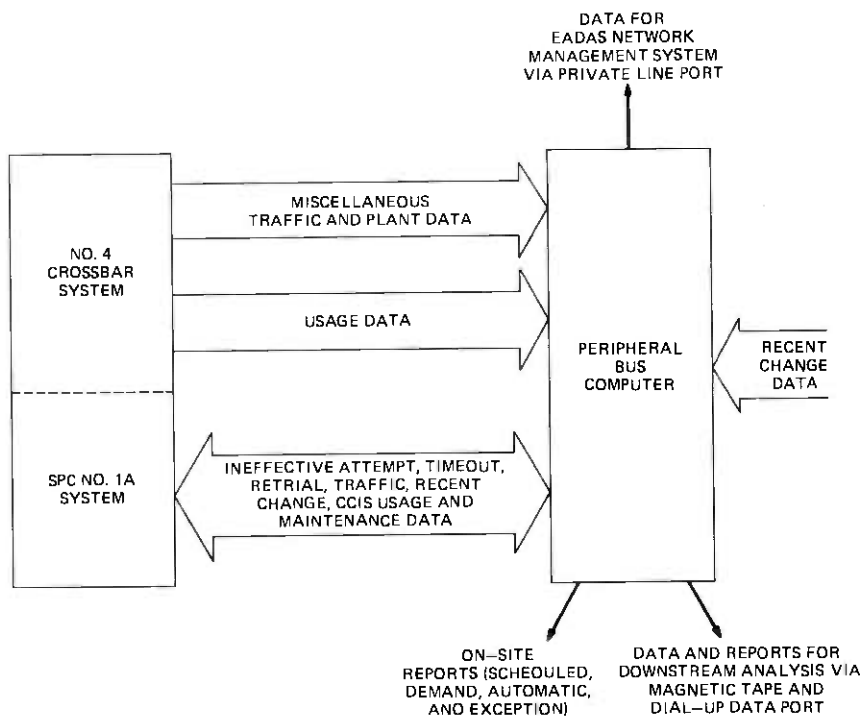 DATA FOR
EADAS NETWORK
MANAGEMENT SYSTEM
VIA PRIVATE LINE PORT
MISCELLANEOUS
TRAFFIC AND PLANT DATA
NO. 4
CROSSBAR
SYSTEM
USAGE DATA
PERIPHERAL
BUS
COMPUTER
RECENT
CHANGE
DATA
SPC NO. 1A
SYSTEM
INEFFECTIVE ATTEMPT, TIMEOUT,
RETRIAL, TRAFFIC, RECENT
CHANGE, CCIS USAGE AND
MAINTENANCE DATA
ON—SITE
REPORTS (SCHEDULED,
DEMAND, AUTOMATIC,
AND EXCEPTION)
DATA AND REPORTS FOR
DOWNSTREAM ANALYSIS VIA
MAGNETIC TAPE AND
DIAL—UP DATA PORT